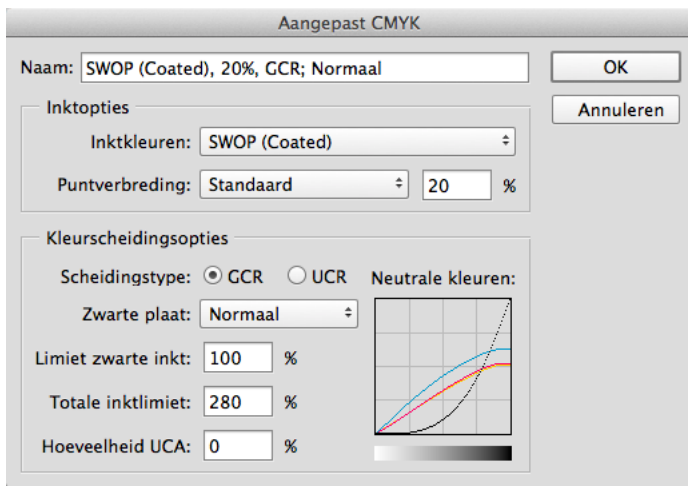 Aangepast CMYK
Naam: SWOP (Coated), 20%, GCR; Normaal
OK
Annuleren
Inktopties
Inktkleuren: SWOP (Coated)
Puntverbreding: Standaard 20 %
Kleurscheidingsopties
Scheidingstype: GCR UCR
Neutrale kleuren:
Zwarte plaat: Normaal
Limiet zwarte inkt: 100 %
Totale inktlimiet: 280 %
Hoeveelheid UCA: 0 %